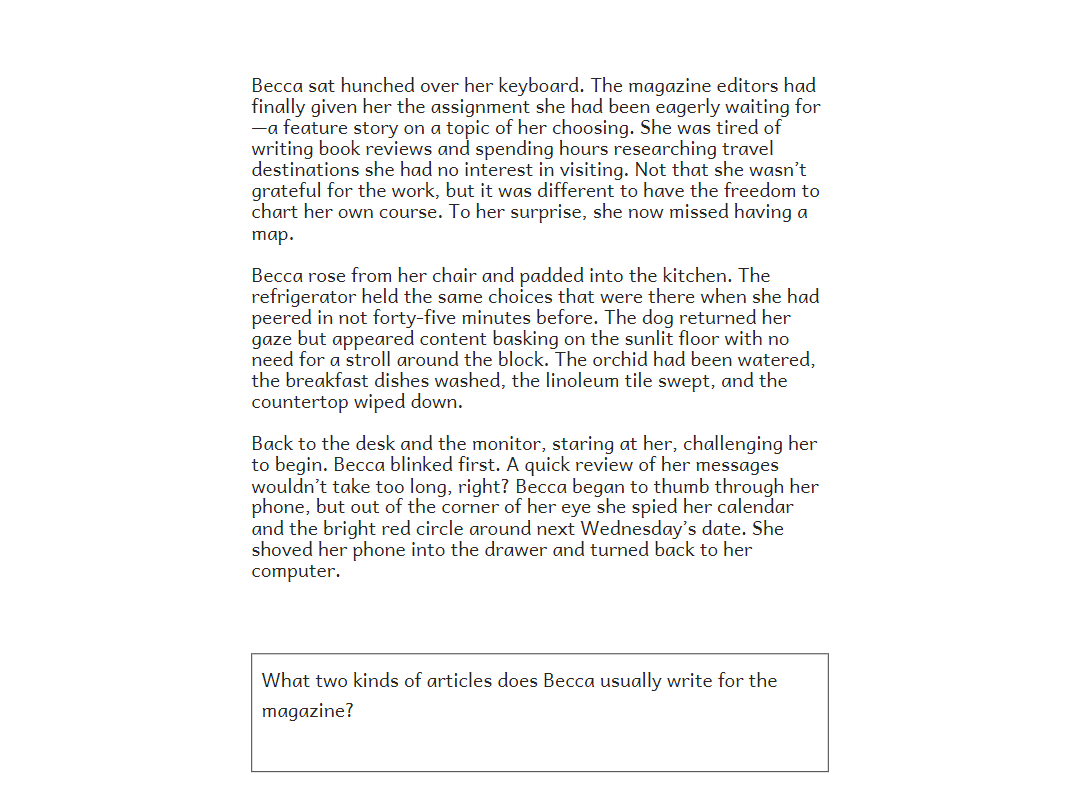 Becca sat hunched over her keyboard. The magazine editors had
finally given her the assignment she had been eagerly waiting for
—a feature story on a topic of her choosing. She was tired of
writing book reviews and spending hours researching travel
destinations she had no interest in visiting. Not that she wasn’t
grateful for the work, but it was different to have the freedom to
chart her own course. To her surprise, she now missed having a
map.
Becca rose from her chair and padded into the kitchen. The
refrigerator held the same choices that were there when she had
peered in not forty-five minutes before. The dog returned her
gaze but appeared content basking on the sunlit floor with no
need for a stroll around the block. The orchid had been watered,
the breakfast dishes washed, the linoleum tile swept, and the
countertop wiped down.
Back to the desk and the monitor, staring at her, challenging her
to begin. Becca blinked first. A quick review of her messages
wouldn’t take too long, right? Becca began to thumb through her
phone, but out of the corner of her eye she spied her calendar
and the bright red circle around next Wednesday’s date. She
shoved her phone into the drawer and turned back to her
computer.
What two kinds of articles does Becca usually write for the
magazine?